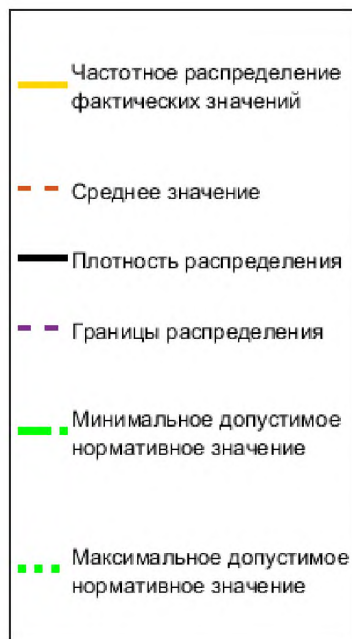 Частотное распределение
фактических значений
Среднее значение
Плотность распределения
Границы распределения
Минимальное допустимое
нормативное значение
Максимальное допустимое
нормативное значение